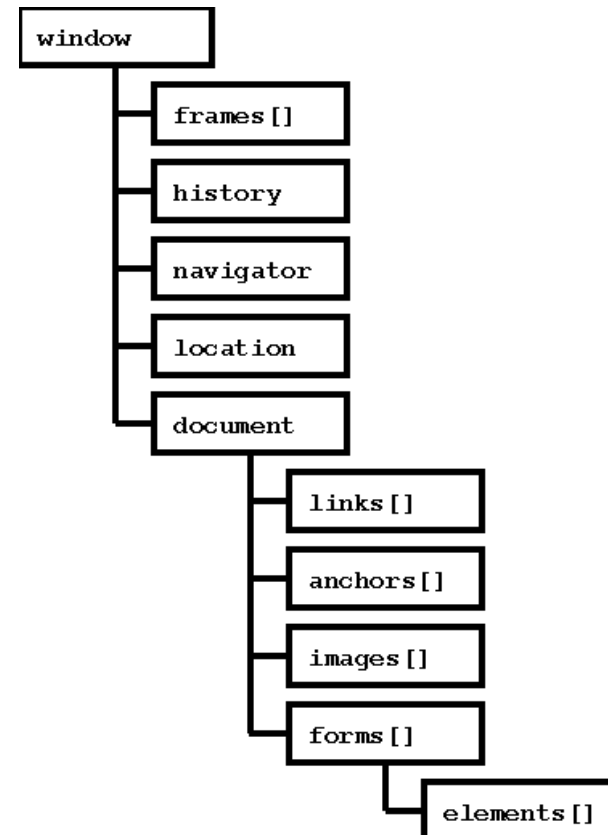 window
frames[]
history
navigator
location
document
links[]
anchors[]
images[]
forms[]
elements[]